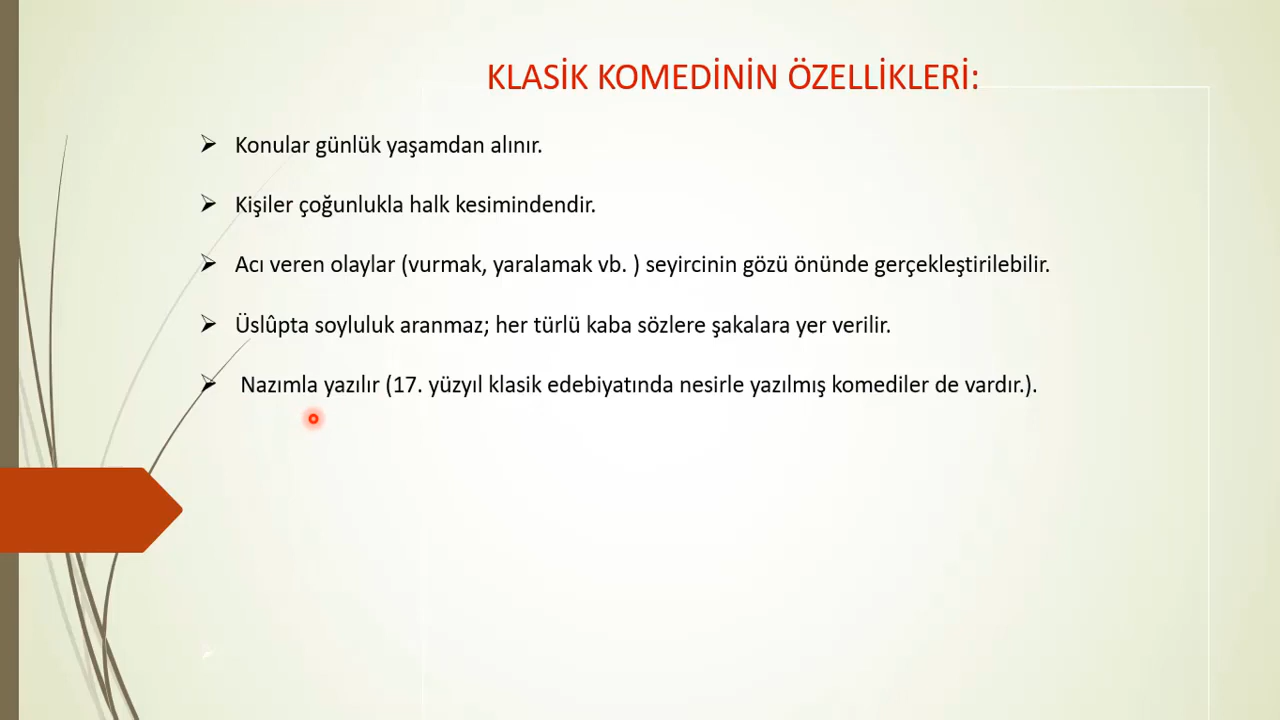 KLASİK KOMEDİNİN ÖZELLİKLERİ:
Konular günlük yaşamdan alınır.
Kişiler çoğunlukla halk kesimindendir.
Acı veren olaylar (vurmak, yaralamak vb. ) seyircinin gözü önünde gerçekleştirilebilir.
Üslûpta soyluluk aranmaz; her türlü kaba sözlere şakalara yer verilir.
Nazımla yazılır (17. yüzyıl klasik edebiyatında nesirle yazılmış komediler de vardır.).